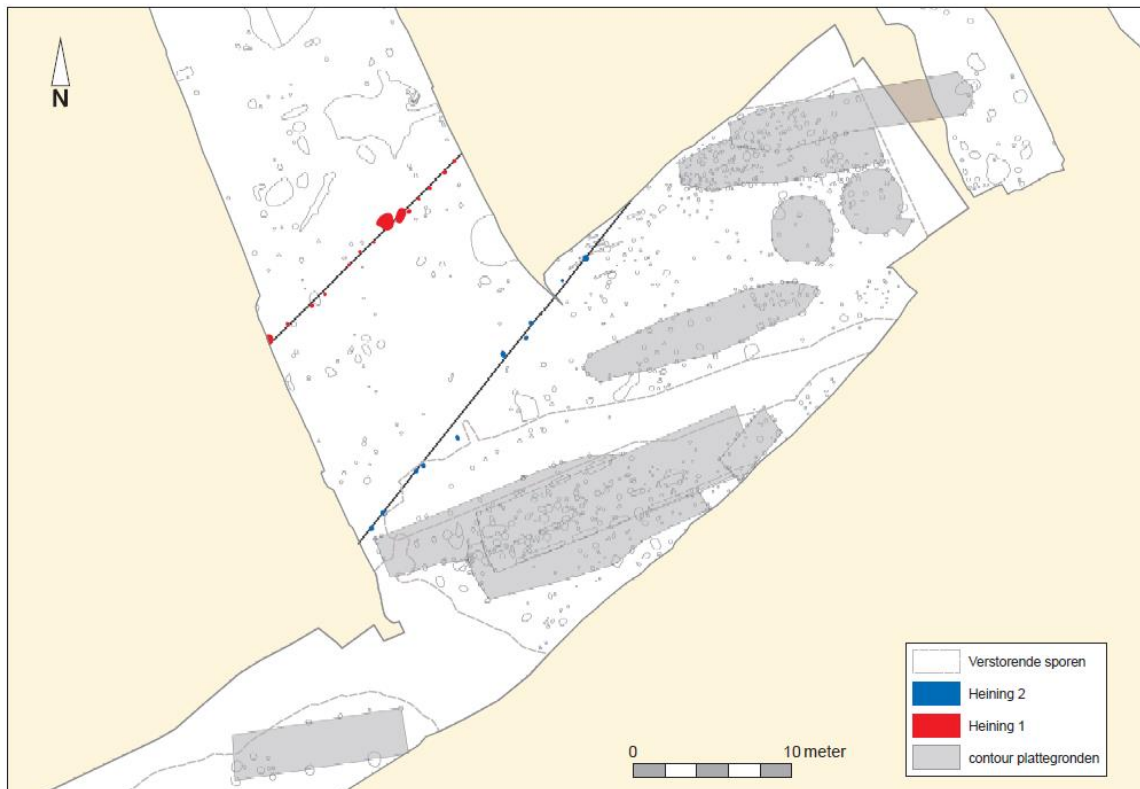 N
Verstorende sporen
Heining 2
Heining 1
contour plattegronden
0 10 meter